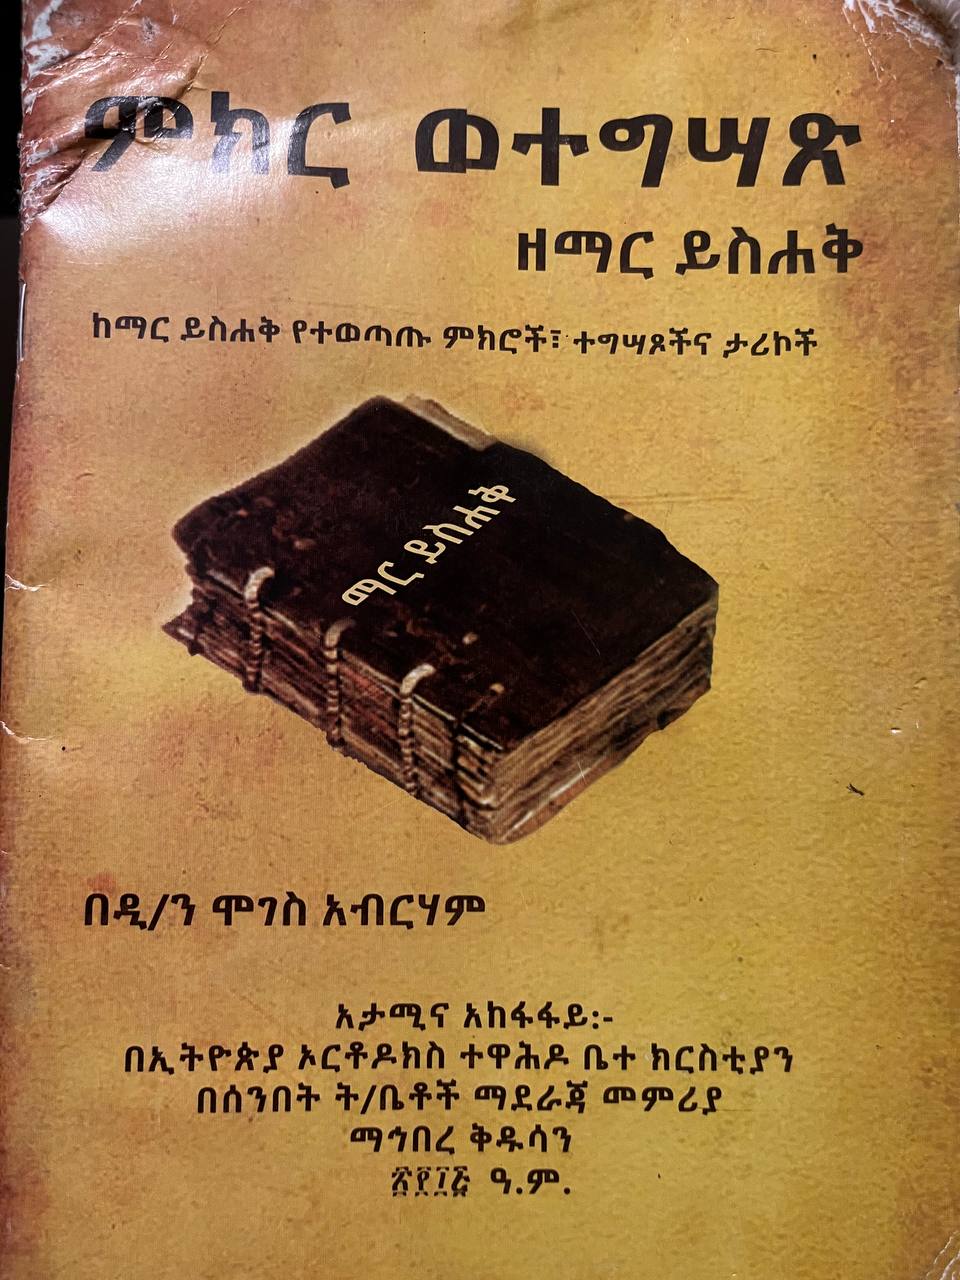 ምክር ወተግሣጽ
ዘማር ይስሐቅ
ከማር ይስሐቅ የተወጣጡ ምክሮች፣ ተግሣጾችና ታሪኮች
ማር ይስሐቅ
በዲ/ን ሞገስ አብርሃም
አታሚና አከፋፋይ:-
በኢትዮጵያ ኦርቶዶክስ ተዋሕዶ ቤተ ክርስቲያን
በሰንበት ት/ቤቶች ማደራጃ መምሪያ
ማኅበረ ቅዱሳን
፳፻፲፭ ዓ.ም.